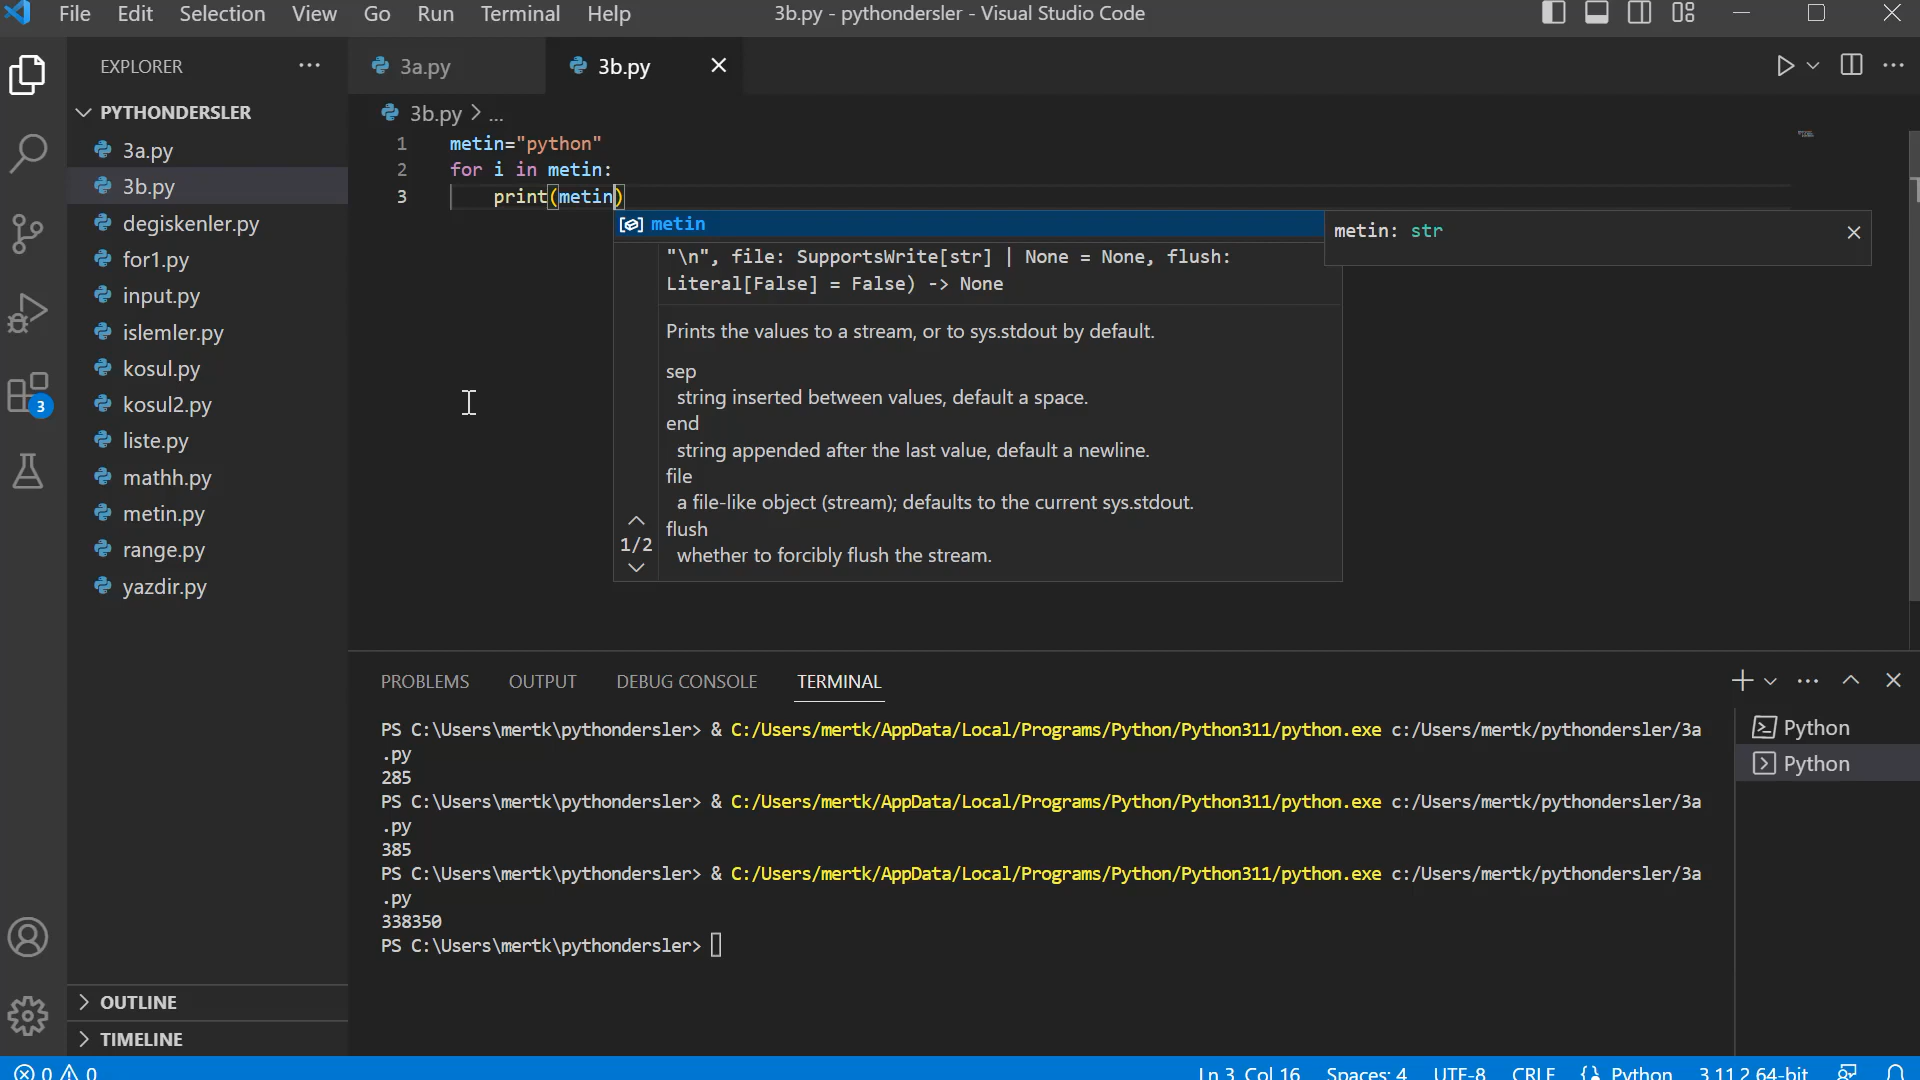 File Edit Selection View Go Run Terminal Help
3b.py - pythondersler - Visual Studio Code
EXPLORER
3a.py
3b.py
PYTHONDERSLER
3a.py
3b.py
degiskenler.py
for1.py
input.py
islemler.py
kosul.py
kosul2.py
liste.py
mathh.py
metin.py
range.py
yazdir.py
OUTLINE
TIMELINE
3
3b.py > ...
1 metin="python"
2 for i in metin:
3 print(metin)
metin
metin: str
"\n", file: SupportsWrite[str] | None = None, flush:
Literal[False] = False) -> None
Prints the values to a stream, or to sys.stdout by default.
sep
string inserted between values, default a space.
end
string appended after the last value, default a newline.
file
a file-like object (stream); defaults to the current sys.stdout.
flush
whether to forcibly flush the stream.
1/2
PROBLEMS OUTPUT DEBUG CONSOLE TERMINAL
PS C:\Users\mertk\pythondersler> & C:/Users/mertk/AppData/Local/Programs/Python/Python311/python.exe c:/Users/mertk/pythondersler/3a
.py
285
PS C:\Users\mertk\pythondersler> & C:/Users/mertk/AppData/Local/Programs/Python/Python311/python.exe c:/Users/mertk/pythondersler/3a
.py
385
PS C:\Users\mertk\pythondersler> & C:/Users/mertk/AppData/Local/Programs/Python/Python311/python.exe c:/Users/mertk/pythondersler/3a
.py
338350
PS C:\Users\mertk\pythondersler>
Python
Python
0 0
Ln 3, Col 16 Spaces: 4 UTF-8 CRLF Python 3.11.2 64-bit